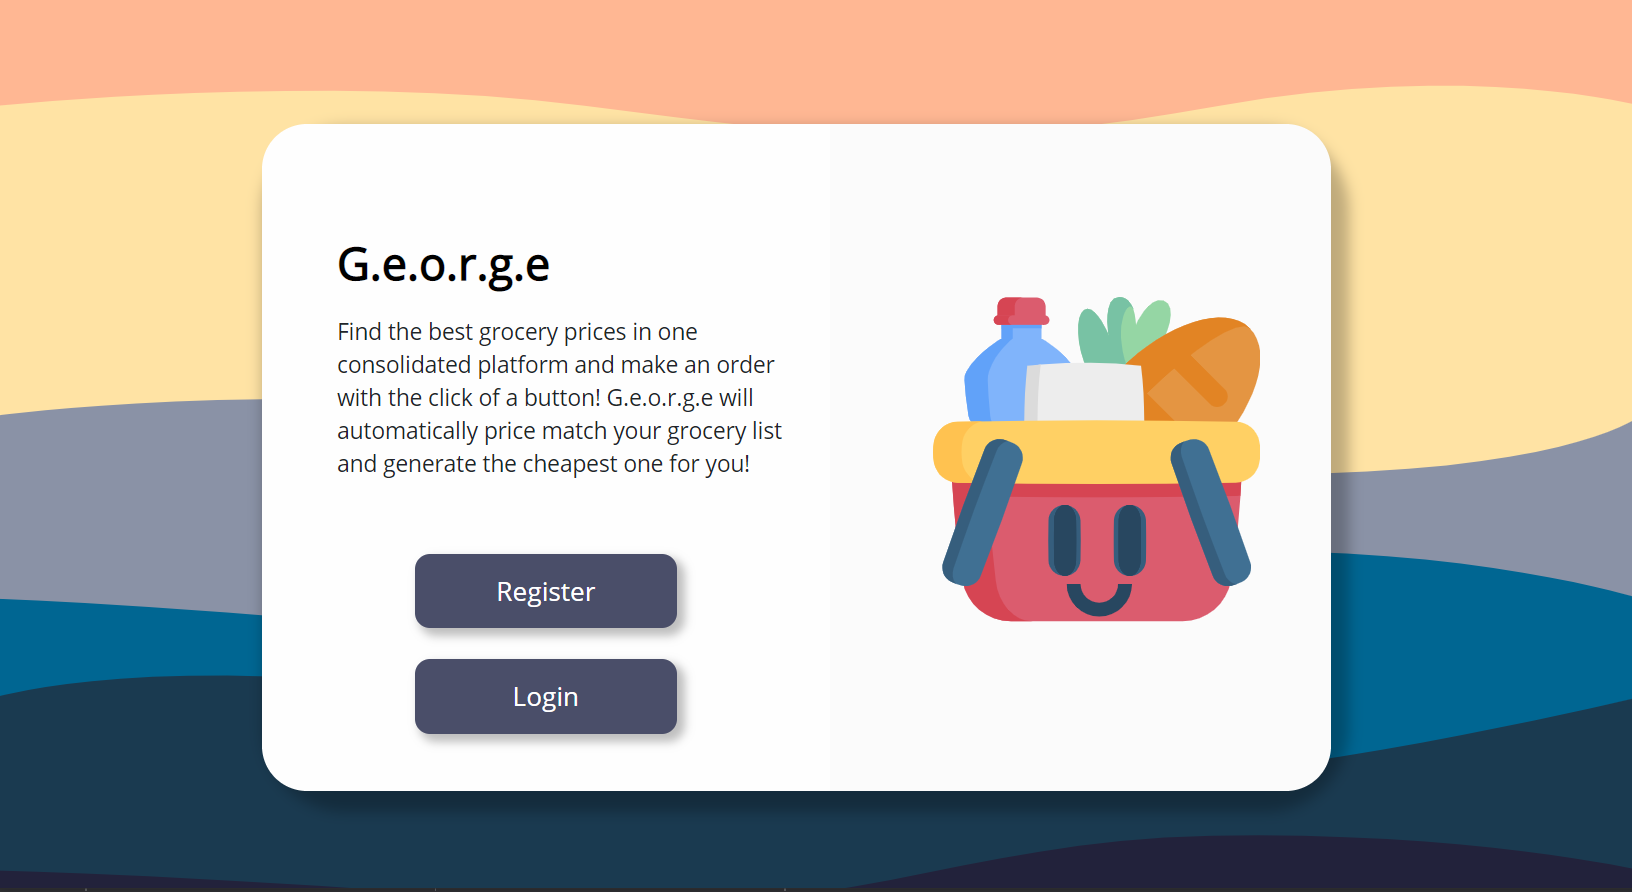 G.e.o.r.g.e
Find the best grocery prices in one
consolidated platform and make an order
with the click of a button! G.e.o.r.g.e will
automatically price match your grocery list
and generate the cheapest one for you!
Register
Login